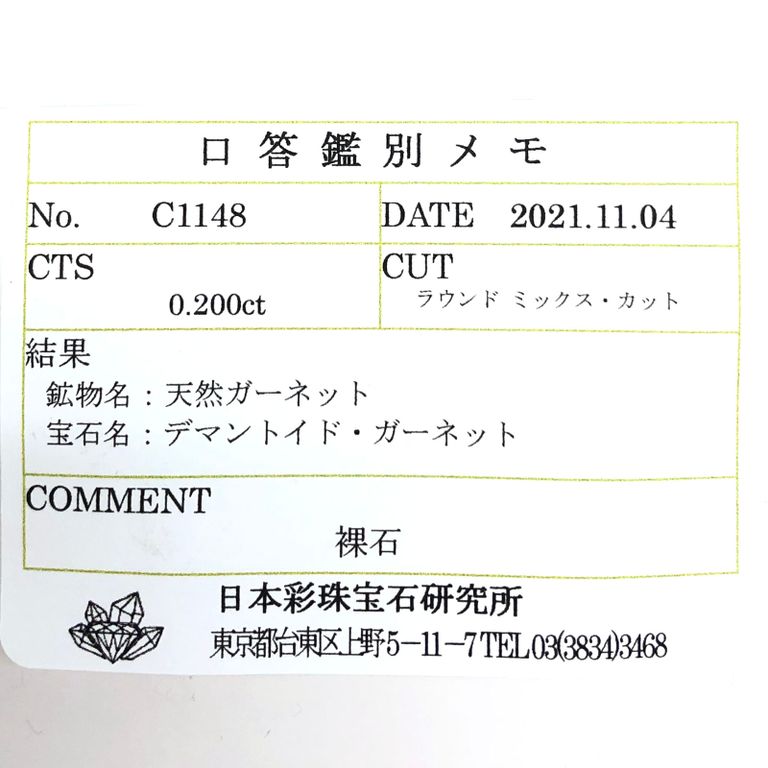 口答鑑別メモ
No. C1148 DATE 2021.11.04
CTS CUT
0.200ct ラウンド ミックス・カット
結果
鉱物名：天然ガーネット
宝石名：デマントイド・ガーネット
COMMENT
裸石
日本彩珠宝石研究所
東京都台東区上野5-11-7 TEL03(3834)3468